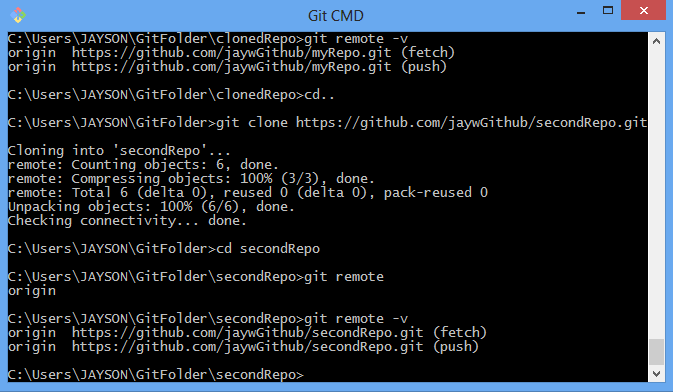 Git CMD
C:\Users\JAYSON\GitFolder\clonedRepo>git remote -v
origin  https://github.com/jaywGithub/myRepo.git (fetch)
origin  https://github.com/jaywGithub/myRepo.git (push)
C:\Users\JAYSON\GitFolder\clonedRepo>cd..
C:\Users\JAYSON\GitFolder>git clone https://github.com/jaywGithub/secondRepo.git
Cloning into 'secondRepo'...
remote: Counting objects: 6, done.
remote: Compressing objects: 100% (3/3), done.
remote: Total 6 (delta 0), reused 0 (delta 0), pack-reused 0
Unpacking objects: 100% (6/6), done.
Checking connectivity... done.
C:\Users\JAYSON\GitFolder>cd secondRepo
C:\Users\JAYSON\GitFolder\secondRepo>git remote
origin
C:\Users\JAYSON\GitFolder\secondRepo>git remote -v
origin  https://github.com/jaywGithub/secondRepo.git (fetch)
origin  https://github.com/jaywGithub/secondRepo.git (push)
C:\Users\JAYSON\GitFolder\secondRepo>